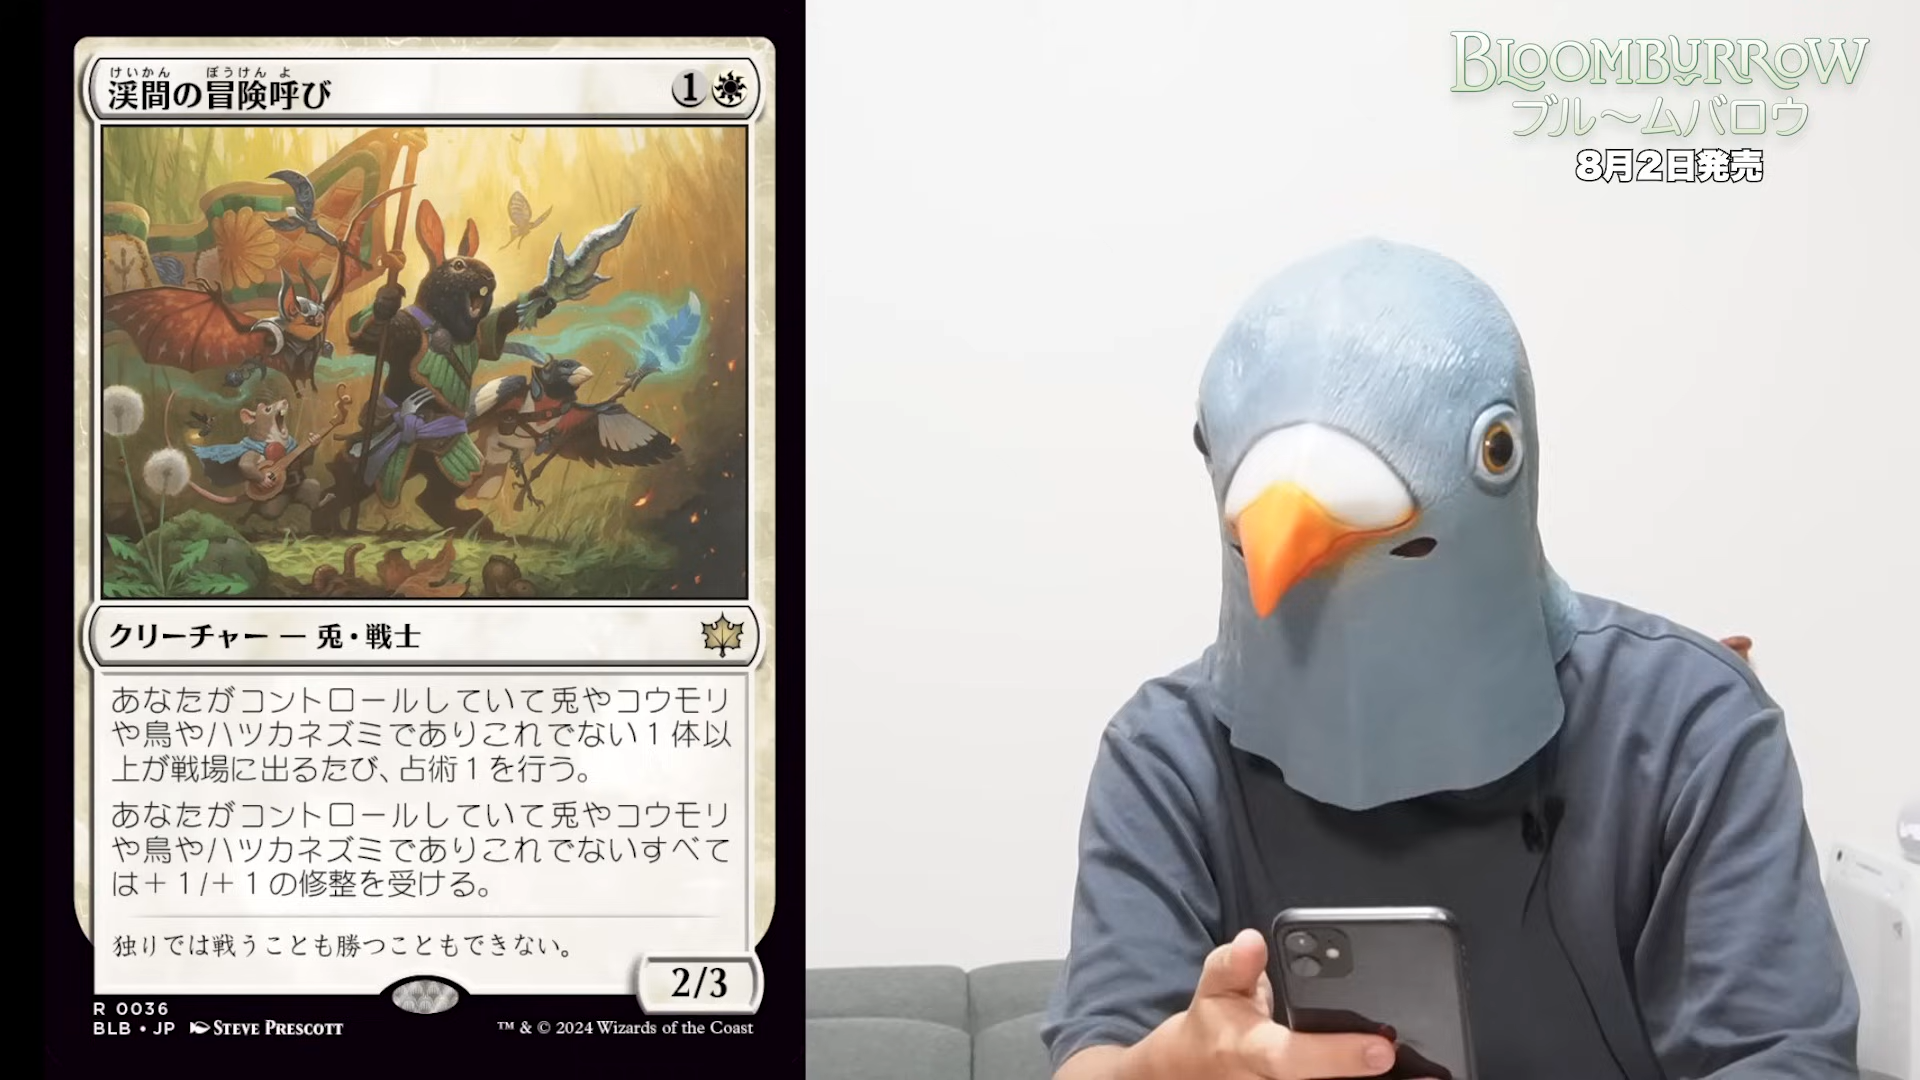 けいかん ぼうけん よ
渓間の冒険呼び
1
クリーチャー ― 兎・戦士
あなたがコントロールしていて兎やコウモリ
や鳥やハツカネズミでありこれでない１体以
上が戦場に出るたび、占術１を行う。
あなたがコントロールしていて兎やコウモリ
や鳥やハツカネズミでありこれでないすべて
は＋１/＋１の修整を受ける。
独りでは戦うことも勝つこともできない。
2/3
R 0036
BLB • JP STEVE PRESCOTT
™ & © 2024 Wizards of the Coast
BLOOMBURROW
ブルームバロウ
8月2日発売